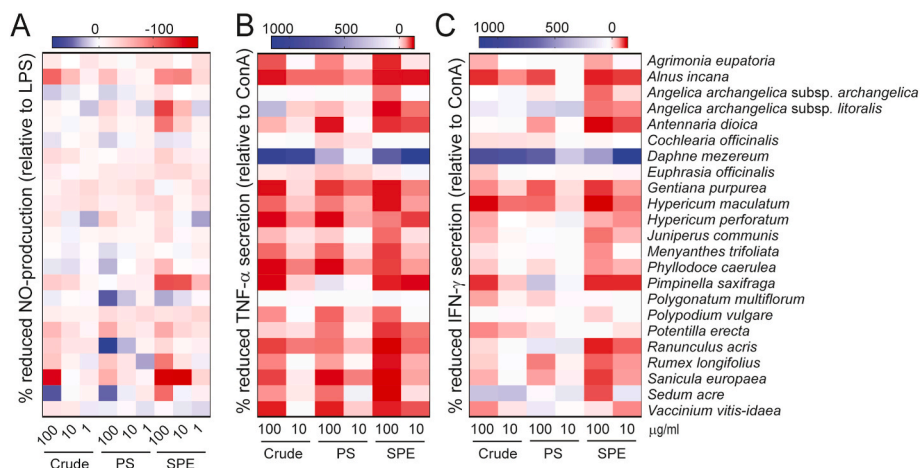 A
0 -100
% reduced NO-prodcuction (relative to LPS)
100 10 1 100 10 1 100 10 1
Crude PS SPE
B
1000 500 0
% reduced TNF-α secretion (relative to ConA)
100 10 100 10 100 10
Crude PS SPE
C
1000 500 0
% reduced IFN-γ secretion (relative to ConA)
100 10 100 10 100 10 μg/ml
Crude PS SPE
Agrimonia eupatoria
Alnus incana
Angelica archangelica subsp. archangelica
Angelica archangelica subsp. litoralis
Antennaria dioica
Cochlearia officinalis
Daphne mezereum
Euphrasia officinalis
Gentiana purpurea
Hypericum maculatum
Hypericum perforatum
Juniperus communis
Menyanthes trifoliata
Phyllodoce caerulea
Pimpinella saxifraga
Polygonatum multiflorum
Polypodium vulgare
Potentilla erecta
Ranunculus acris
Rumex longifolius
Sanicula europaea
Sedum acre
Vaccinium vitis-idaea